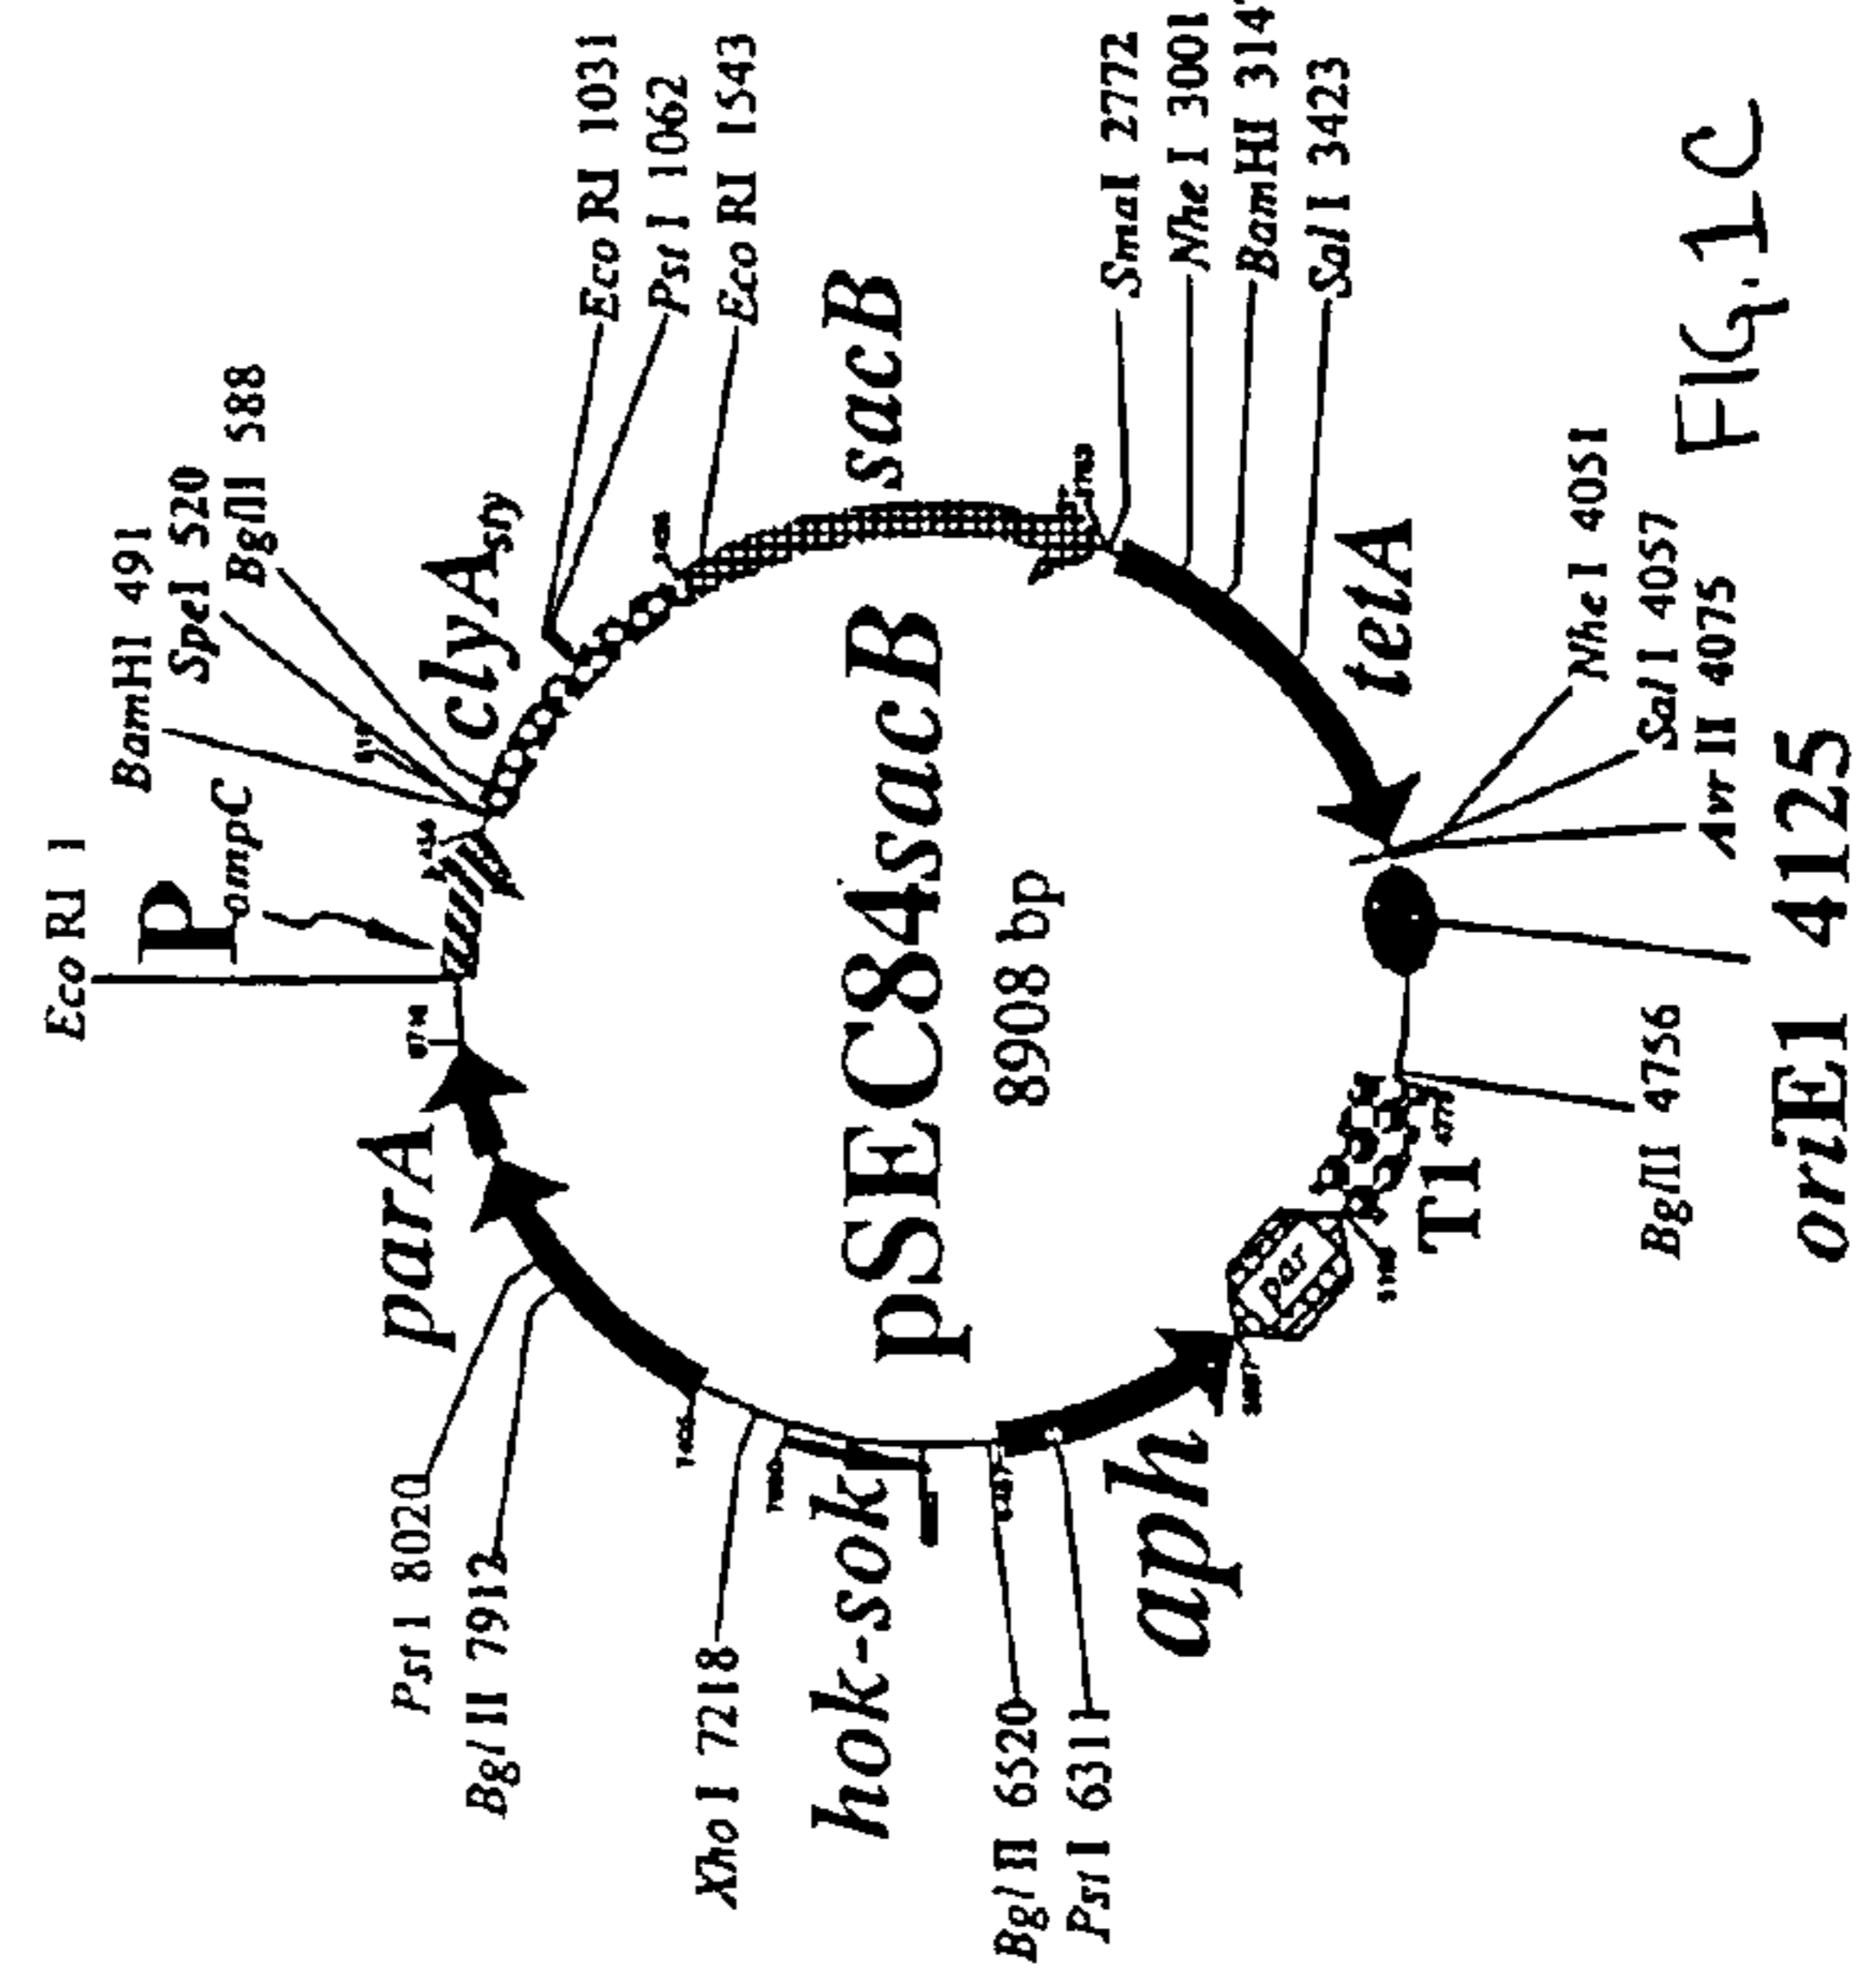 Eco RI 1
PompC
BamHI 491
SpeI 520
BglII 588
clyAsny
Eco RI 1031
Pst I 1062
Eco RI 1543
sacB
SmaI 2772
Nhe I 3001
BamHI 314
Sal I 3423
tetA
Nhe I 4051
Sal I 4057
Avr II 4075
oriE1 4125
BglII 4756
T1
par
aph
Pst I 6311
Bgl II 6520
hok-sok
Xho I 7218
Bgl II 7912
Pst I 8020
parA
pSEC84sacB
8908 bp
FIG. 1C